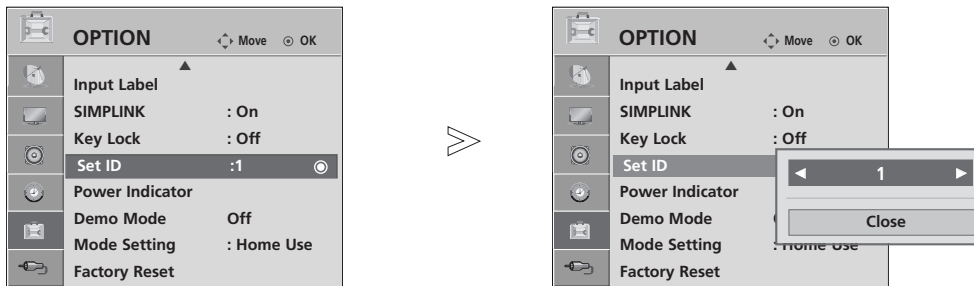 OPTION Move OK
Input Label
SIMPLINK : On
Key Lock : Off
Set ID :1
Power Indicator
Demo Mode Off
Mode Setting : Home Use
Factory Reset
OPTION Move OK
Input Label
SIMPLINK : On
Key Lock : Off
Set ID
1
Power Indicator
Demo Mode
Close
Mode Setting : Home Use
Factory Reset